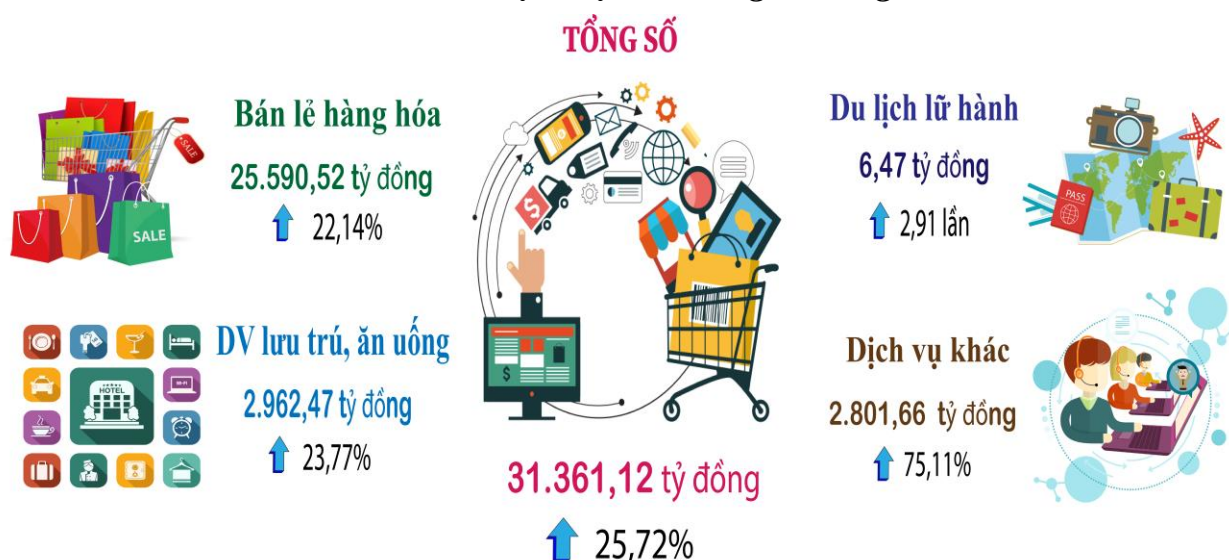 TỔNG SỐ
Bán lẻ hàng hóa
25.590,52 tỷ đồng
22,14%
SALE
SALE
Du lịch lữ hành
6,47 tỷ đồng
2,91 lần
PASS
DV lưu trú, ăn uống
2.962,47 tỷ đồng
23,77%
HOTEL
WI-FI
$
$
Dịch vụ khác
2.801,66 tỷ đồng
75,11%
31.361,12 tỷ đồng
25,72%